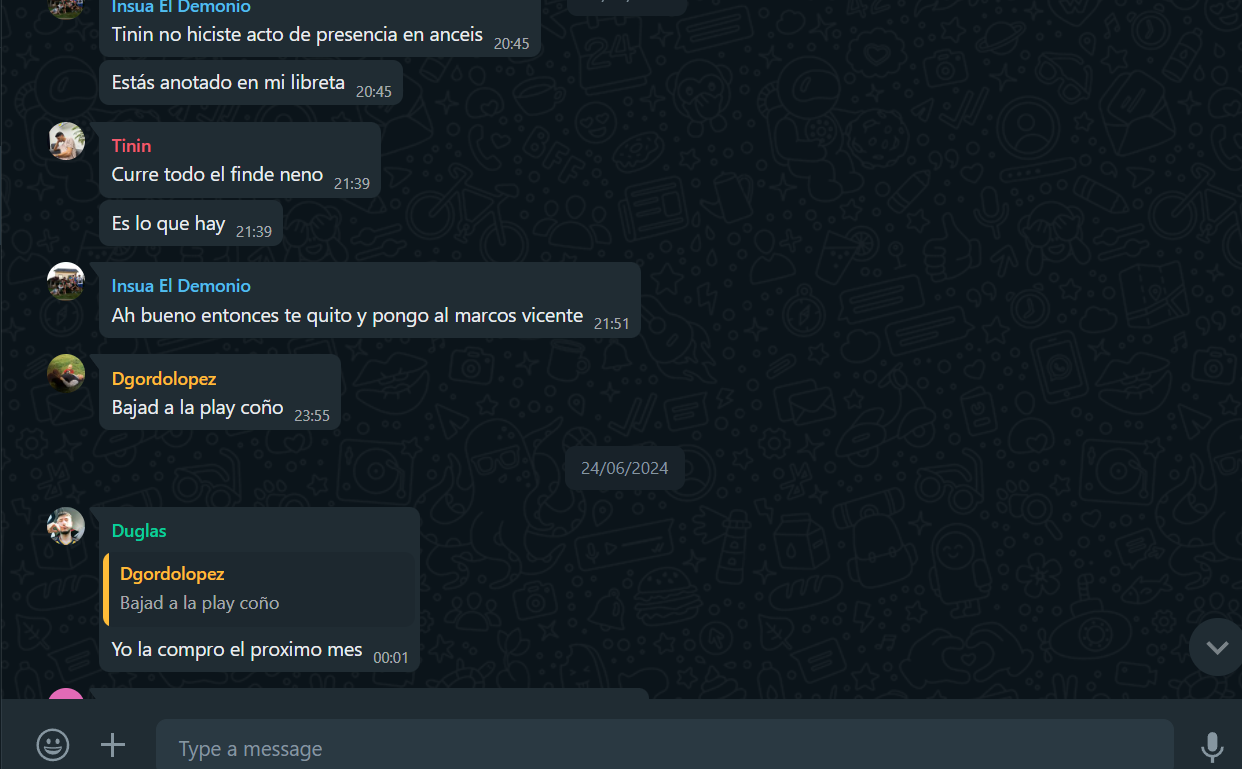 Insua El Demonio
Tinin no hiciste acto de presencia en anceis 20:45
Estás anotado en mi libreta 20:45
Tinin
Curre todo el finde neno 21:39
Es lo que hay 21:39
Insua El Demonio
Ah bueno entonces te quito y pongo al marcos vicente 21:51
Dgordolopez
Bajad a la play coño 23:55
24/06/2024
Duglas
Dgordolopez
Bajad a la play coño
Yo la compro el proximo mes 00:01
Type a message